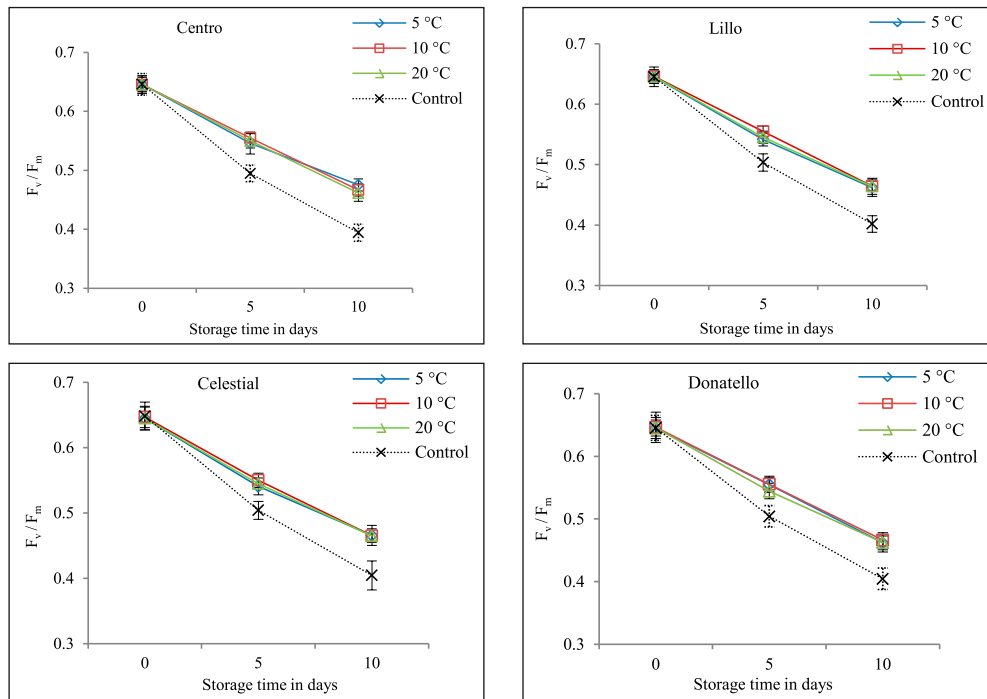 Centro
5 °C
10 °C
20 °C
Control
0.7
0.6
0.5
0.4
0.3
Fv / Fm
0 5 10
Storage time in days
Lillo
5 °C
10 °C
20 °C
Control
0.7
0.6
0.5
0.4
0.3
Fv / Fm
0 5 10
Storage time in days
Celestial
5 °C
10 °C
20 °C
Control
0.7
0.6
0.5
0.4
0.3
Fv / Fm
0 5 10
Storage time in days
Donatello
5 °C
10 °C
20 °C
Control
0.7
0.6
0.5
0.4
0.3
Fv / Fm
0 5 10
Storage time in days